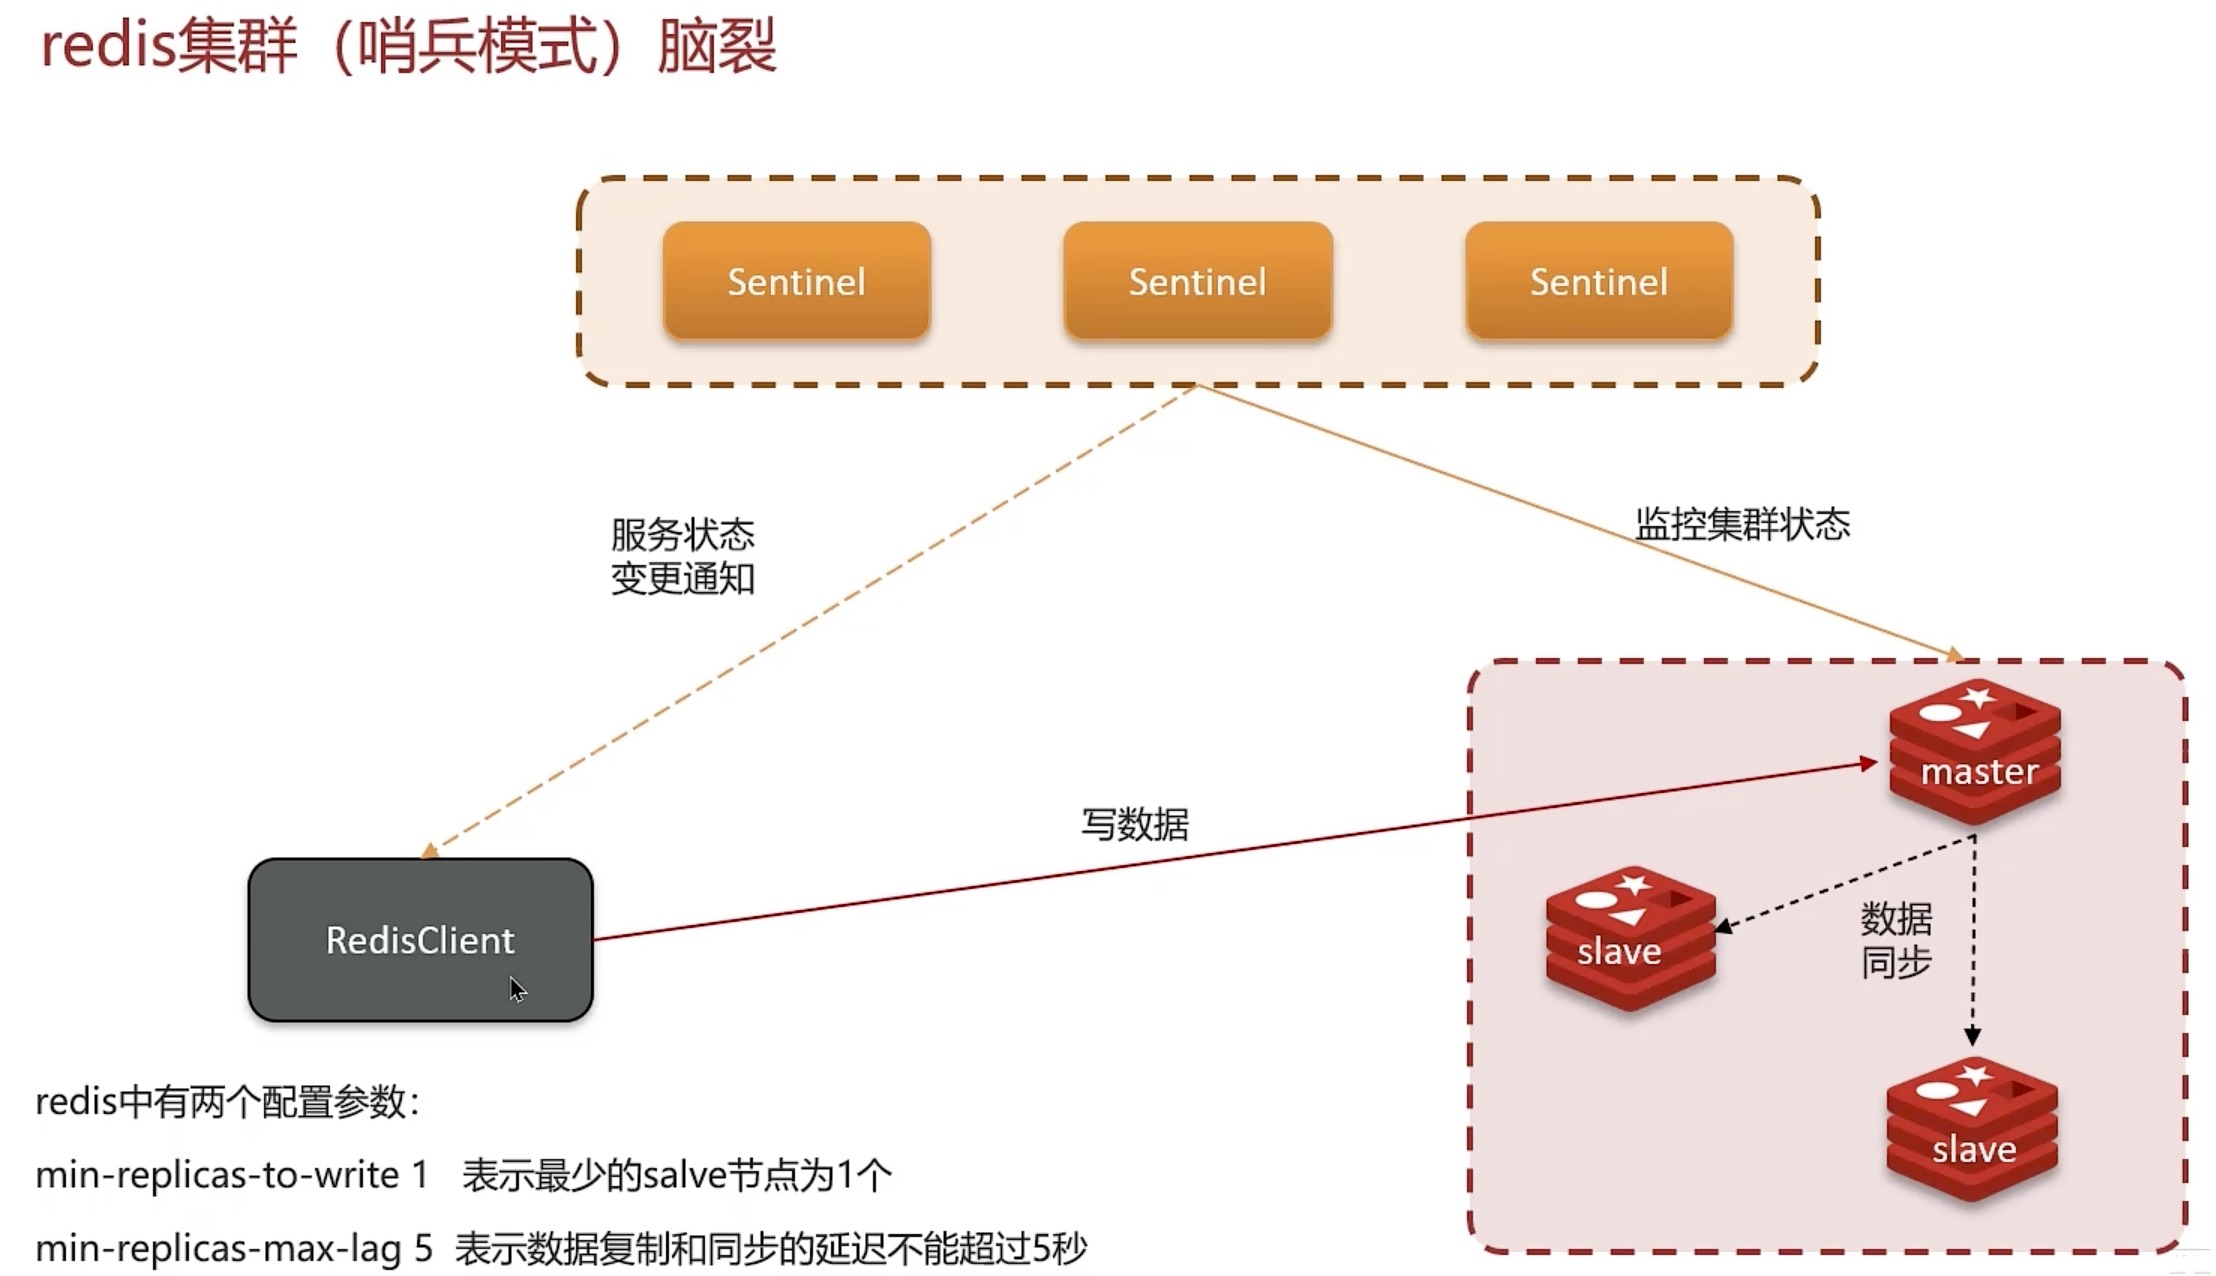 redis集群（哨兵模式）脑裂
Sentinel
Sentinel
Sentinel
服务状态
变更通知
监控集群状态
写数据
master
RedisClient
slave
数据
同步
slave
redis中有两个配置参数：
min-replicas-to-write 1 表示最少的salve节点为1个
min-replicas-max-lag 5 表示数据复制和同步的延迟不能超过5秒